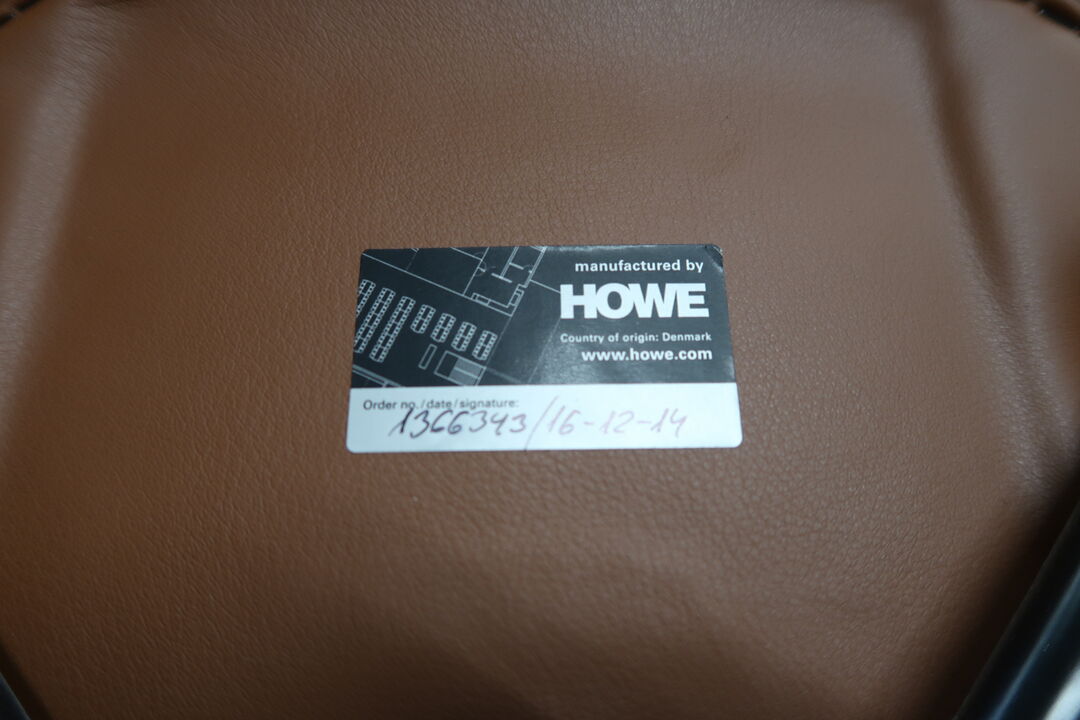 manufactured by
HOWE
Country of origin: Denmark
www.howe.com
Order no./date/signature:
1366343/16-12-14